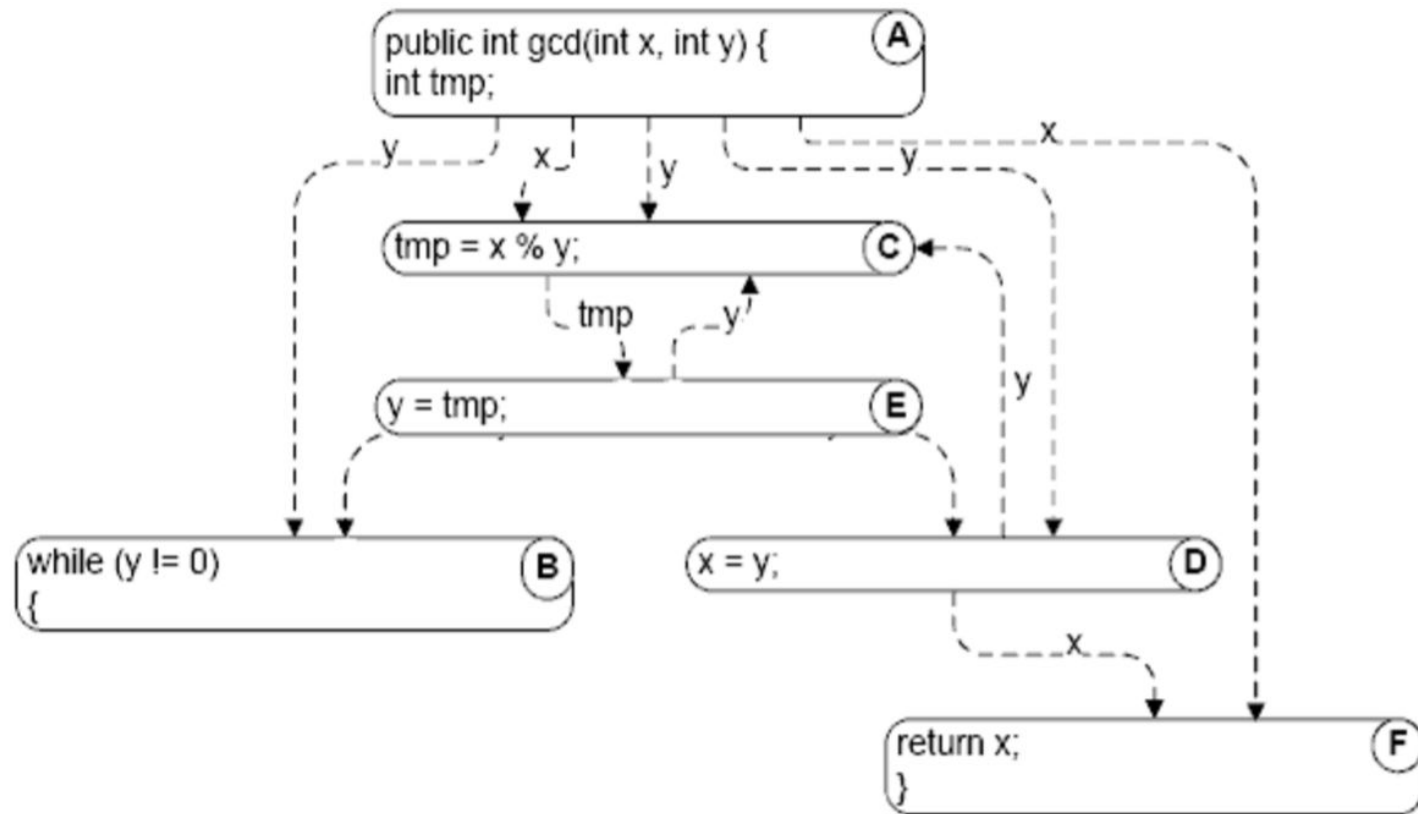 public int gcd(int x, int y) {
A
int tmp;
y
x
y
y
x
tmp = x % y;
C
tmp
y
y
y = tmp;
E
while (y != 0)
B
{
x = y;
D
x
return x;
F
}